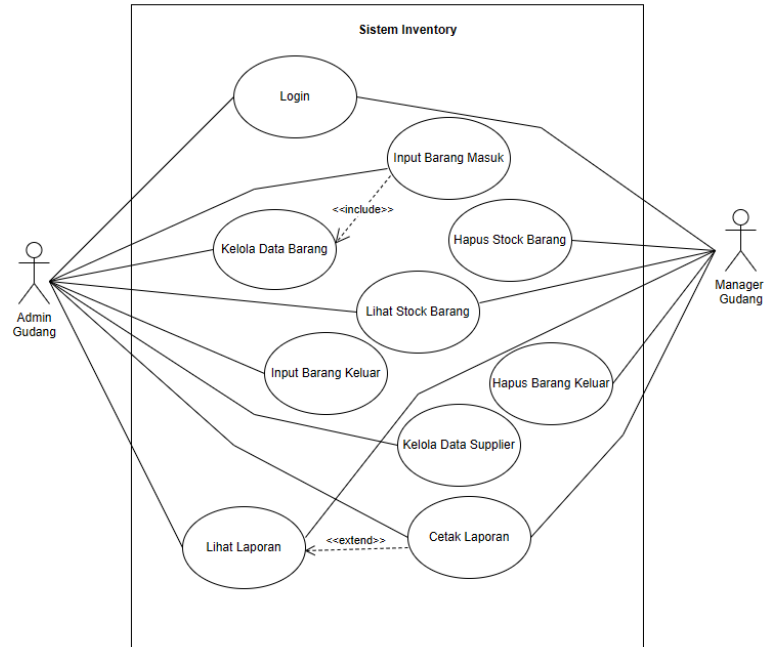 Sistem Inventory
Login
Input Barang Masuk
<<include>>
Kelola Data Barang
Hapus Stock Barang
Admin
Gudang
Manager
Gudang
Lihat Stock Barang
Input Barang Keluar
Hapus Barang Keluar
Kelola Data Supplier
Lihat Laporan
<<extend>>
Cetak Laporan